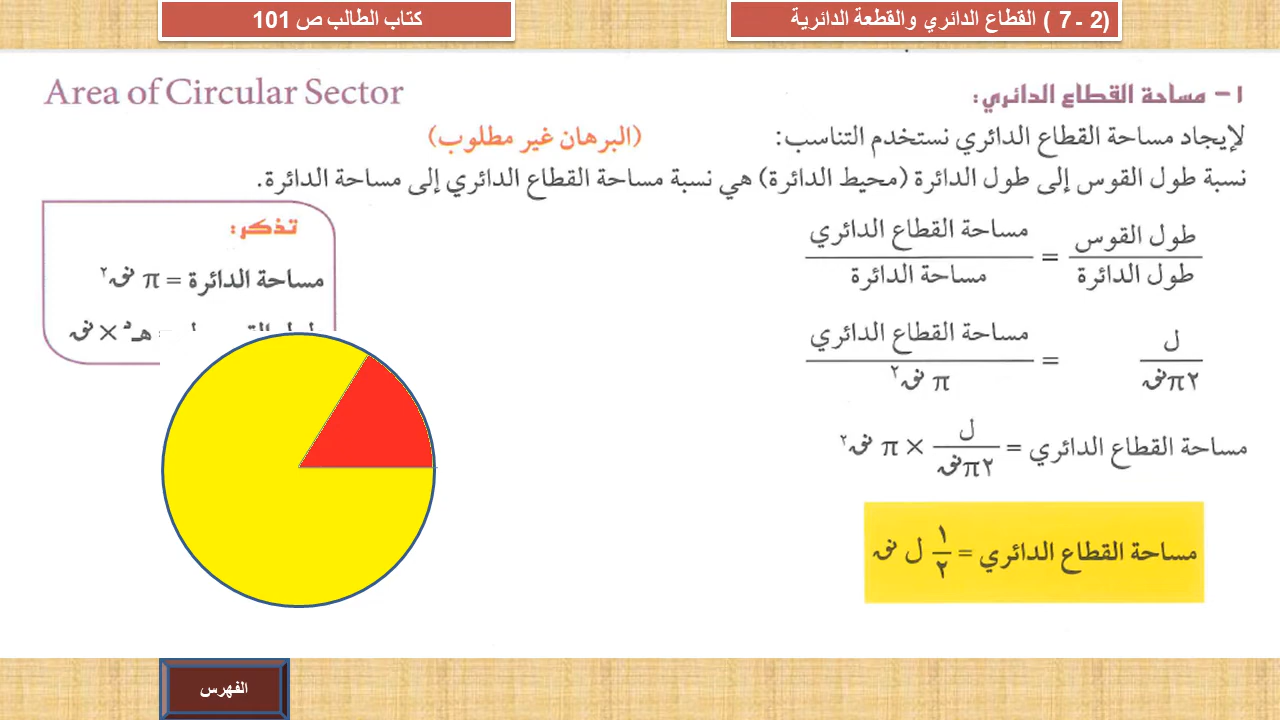 (2 - 7 ) القطاع الدائري والقطعة الدائرية
كتاب الطالب ص 101
١ - مساحة القطاع الدائري:
Area of Circular Sector
لإيجاد مساحة القطاع الدائري نستخدم التناسب:
(البرهان غير مطلوب)
نسبة طول القوس إلى طول الدائرة (محيط الدائرة) هي نسبة مساحة القطاع الدائري إلى مساحة الدائرة.
طول القوس / طول الدائرة = مساحة القطاع الدائري / مساحة الدائرة
ل / ٢π نق = مساحة القطاع الدائري / π نق٢
مساحة القطاع الدائري = ل / ٢π نق × π نق٢
مساحة القطاع الدائري = ١/٢ ل نق
تذكر:
مساحة الدائرة = π نق٢
هـ د × نق
الفهرس